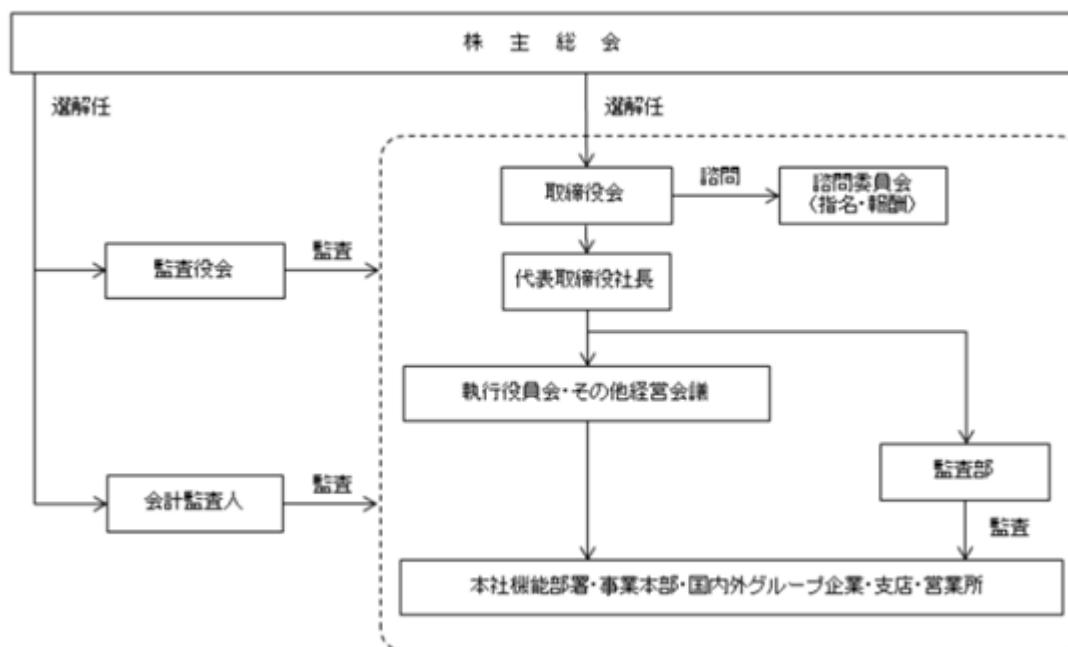 株主総会
選解任
選解任
取締役会
諮問
諮問委員会
〈指名・報酬〉
監査役会
監査
代表取締役社長
執行役員会・その他経営会議
会計監査人
監査
監査部
監査
本社機能部署・事業本部・国内外グループ企業・支店・営業所